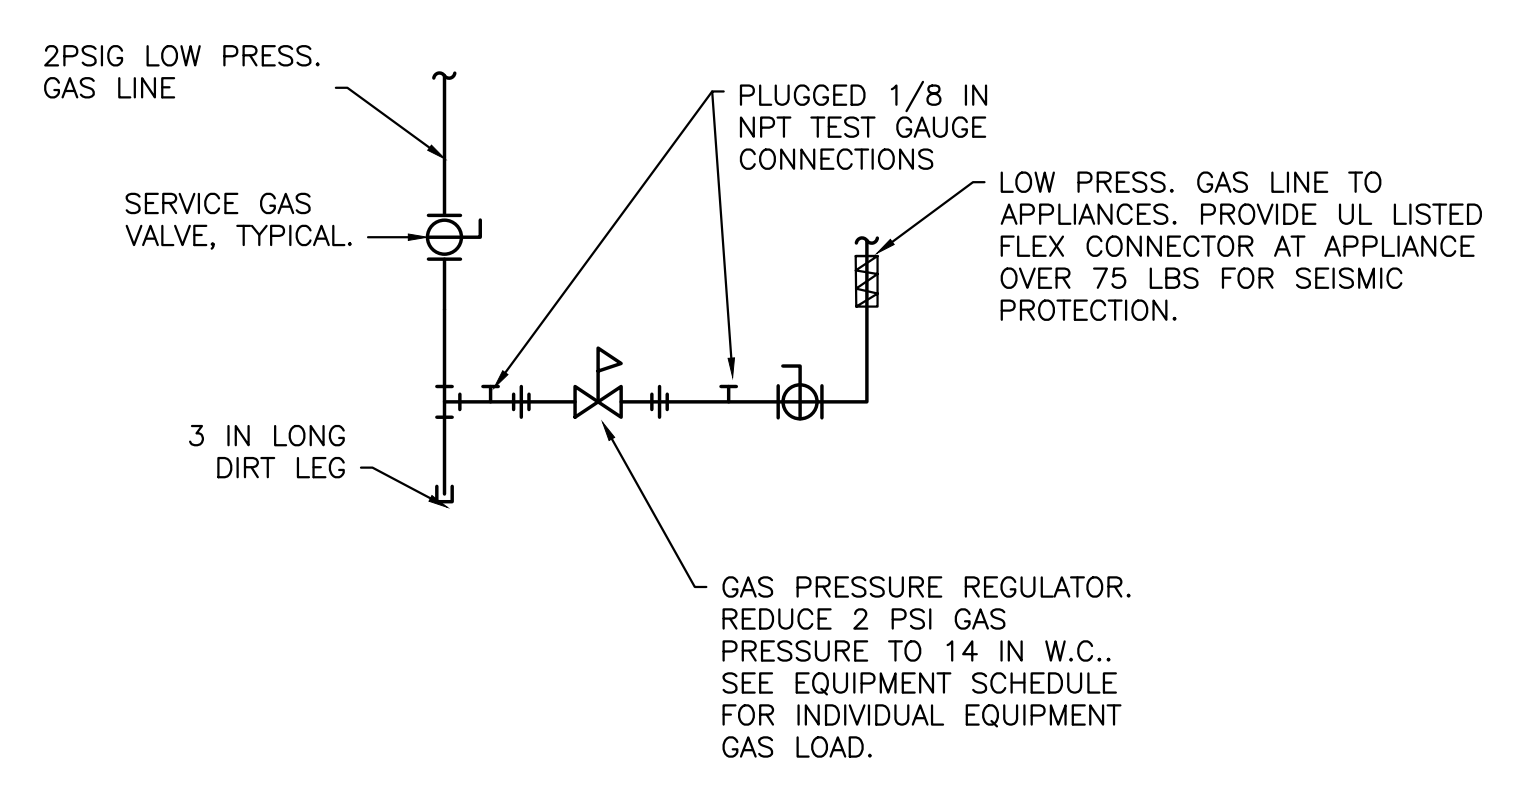 2PSIG LOW PRESS.
GAS LINE
PLUGGED 1/8 IN
NPT TEST GAUGE
CONNECTIONS
LOW PRESS. GAS LINE TO
APPLIANCES. PROVIDE UL LISTED
FLEX CONNECTOR AT APPLIANCE
OVER 75 LBS FOR SEISMIC
PROTECTION.
SERVICE GAS
VALVE, TYPICAL.
3 IN LONG
DIRT LEG
GAS PRESSURE REGULATOR.
REDUCE 2 PSI GAS
PRESSURE TO 14 IN W.C..
SEE EQUIPMENT SCHEDULE
FOR INDIVIDUAL EQUIPMENT
GAS LOAD.